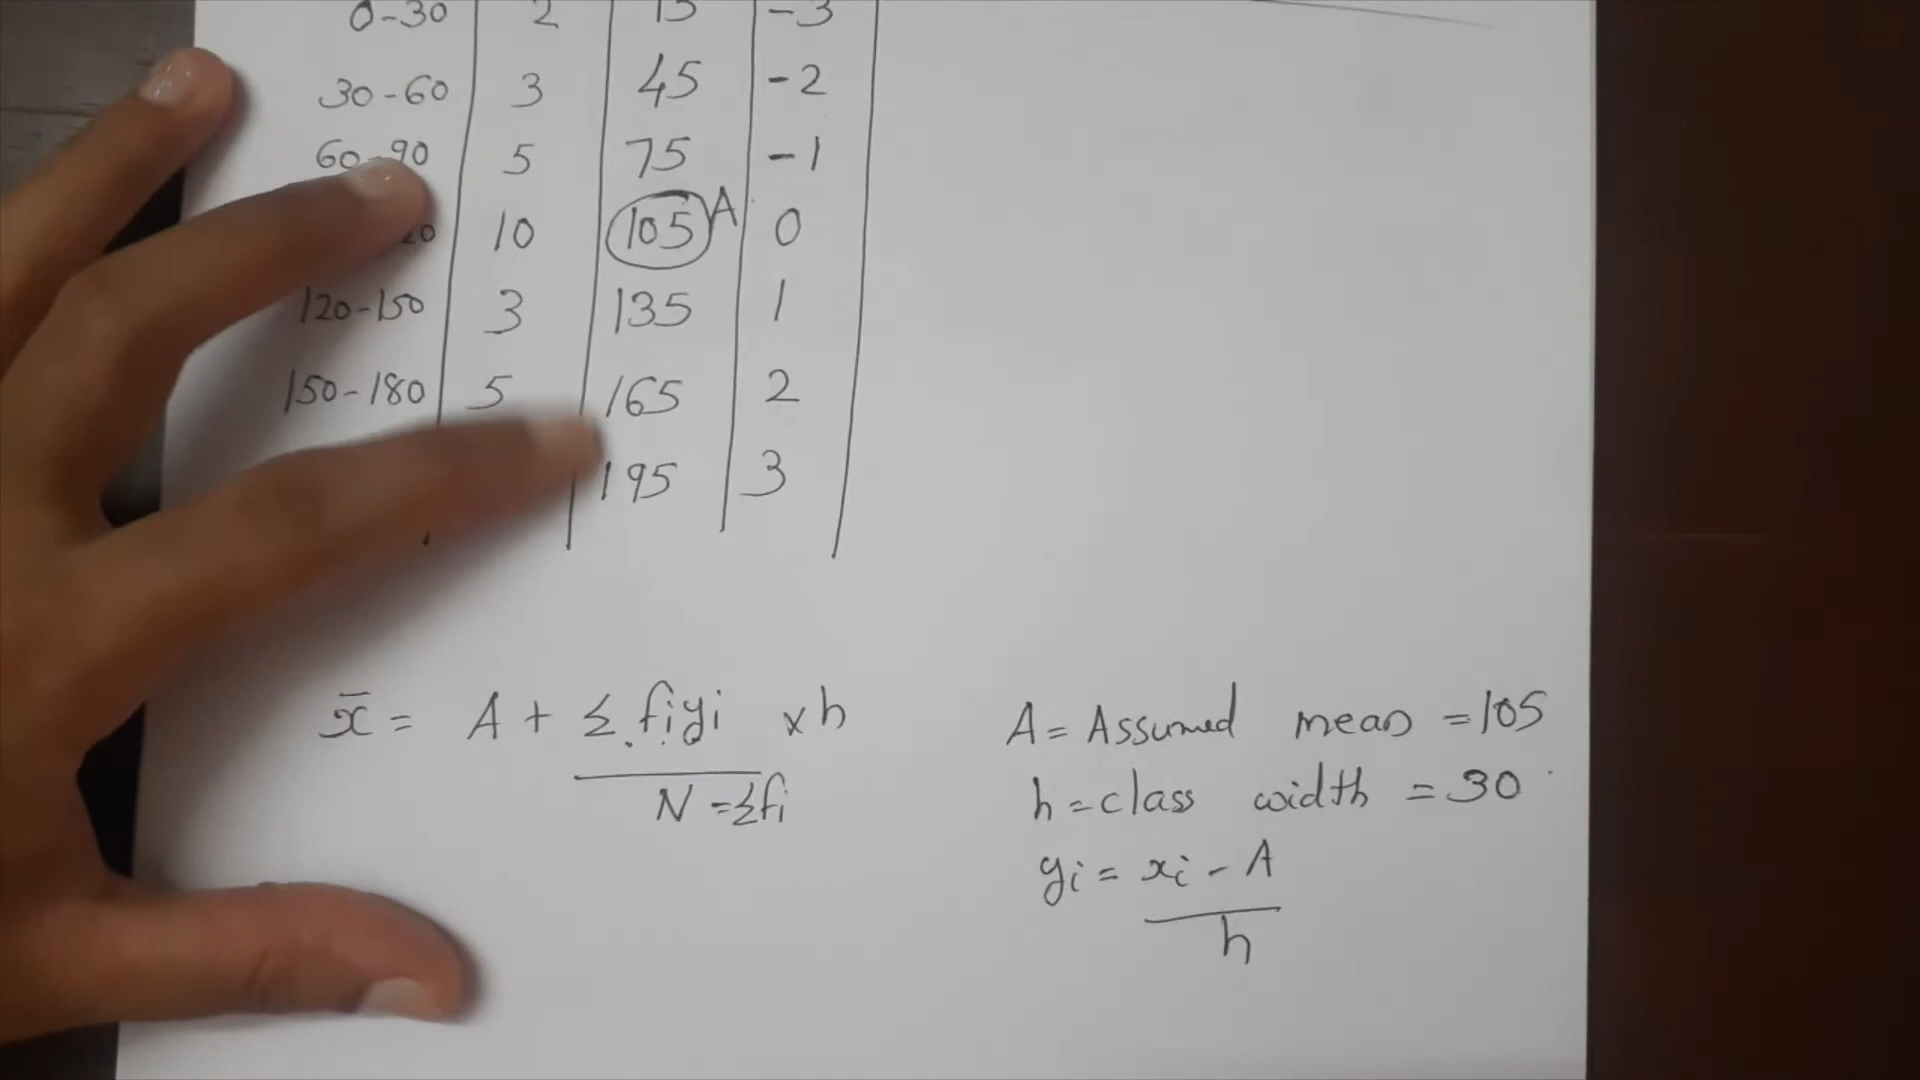 0-30 2 15 -3
30-60 3 45 -2
60-90 5 75 -1
20 10 105 A 0
120-150 3 135 1
150-180 5 165 2
195 3
x̄ = A + Σ fiyi × h
N = Σfi
A = Assumed mean = 105
h = class width = 30
yi = xi - A
h